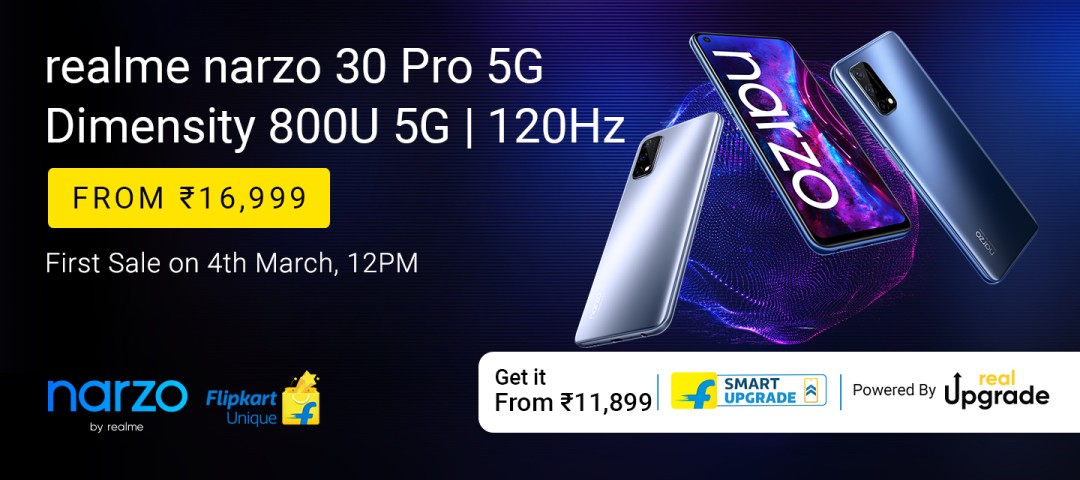 realme narzo 30 Pro 5G
Dimensity 800U 5G | 120Hz
FROM ₹16,999
First Sale on 4th March, 12PM
narzo
narzo
narzo
by realme
Flipkart
Unique
Get it
From ₹11,899
SMART
UPGRADE
Powered By
real
Upgrade